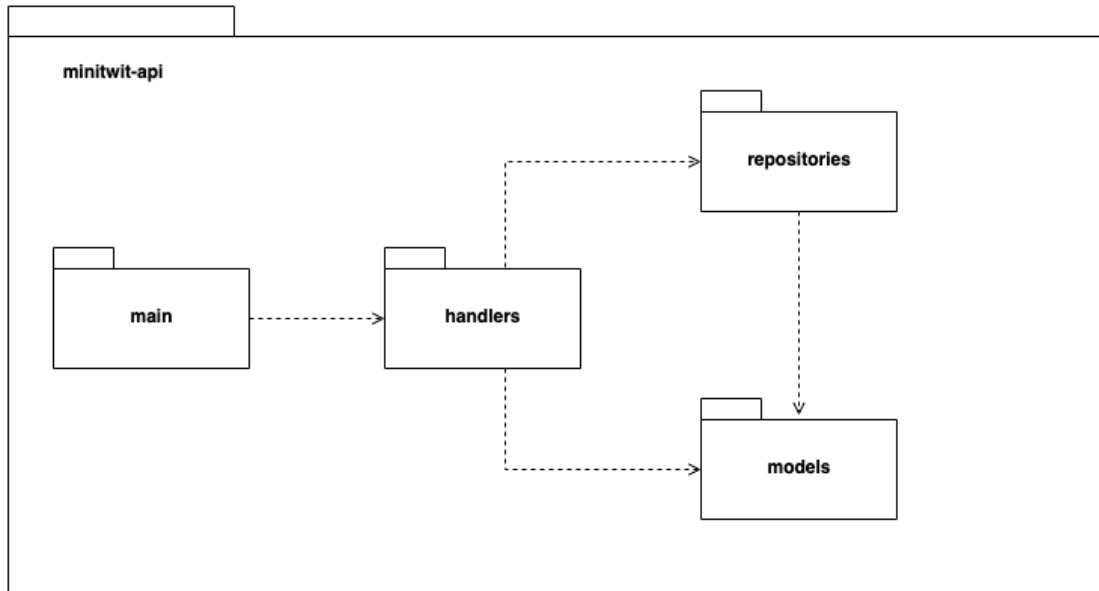 minitwit-api
repositories
main
handlers
models